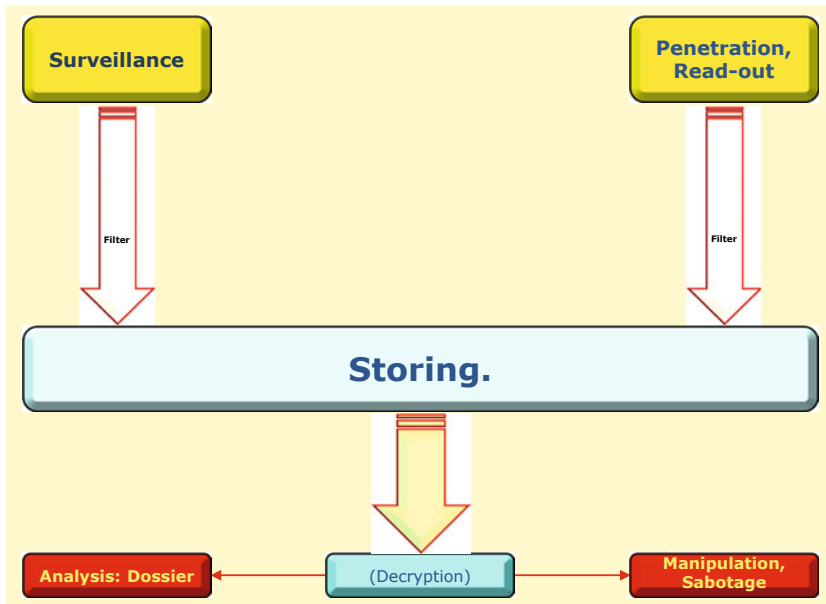 Surveillance
Penetration,
Read-out
Filter
Filter
Storing.
Analysis: Dossier
(Decryption)
Manipulation,
Sabotage